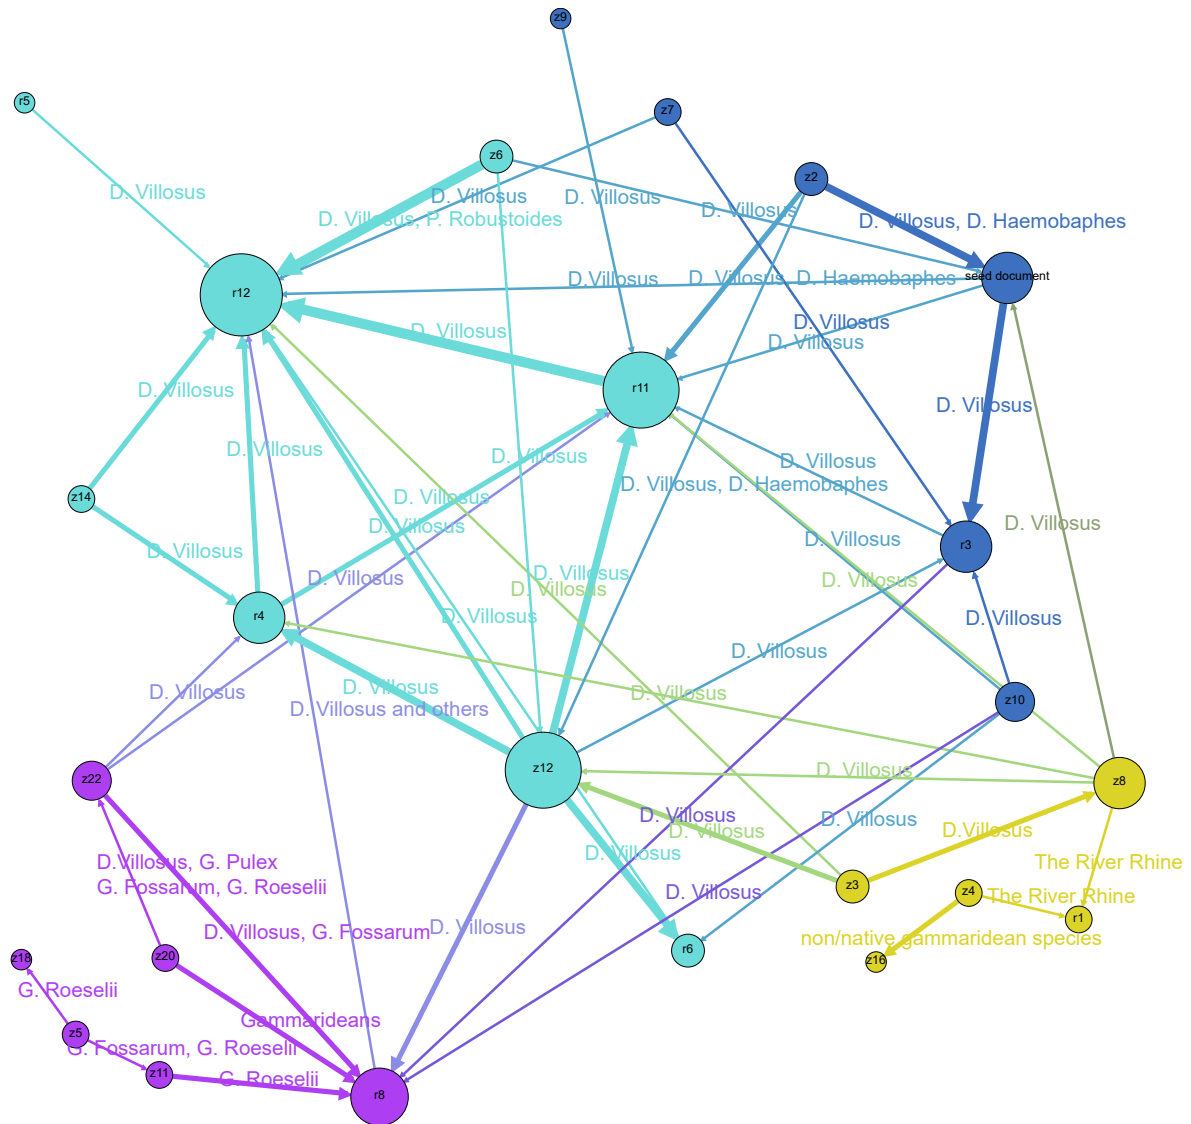 z9
r5
z7
z6
z2
D. Villosus
D. Villosus
D. Villosus
D. Villosus
D. Villosus, P. Robustoides
D. Villosus, D. Haemobaphes
seed document
D.Villosus
D. Villosus, D. Haemobaphes
r12
D. Villosus
D. Villosus
D. Villosus
r11
D. Villosus
D. Villosus
D. Villosus
D. Villosus
D. Villosus
D. Villosus, D. Haemobaphes
z14
D. Villosus
D. Villosus
D. Villosus
D. Villosus
r3
D. Villosus
D. Villosus
D. Villosus
D. Villosus
D. Villosus
r4
D. Villosus
D. Villosus
D. Villosus
D. Villosus
D. Villosus
D. Villosus
z10
D. Villosus and others
z22
z12
D. Villosus
z8
D. Villosus
D. Villosus
D. Villosus
D.Villosus
D. Villosus
D.Villosus, G. Pulex
The River Rhine
G. Fossarum, G. Roeselii
z3
D. Villosus
z4
The River Rhine
r1
D. Villosus, G. Fossarum
D. Villosus
non/native gammaridean species
z18
z20
r6
z16
G. Roeselii
Gammarideans
z5
G. Fossarum, G. Roeselii
z11
G. Roeselii
r8